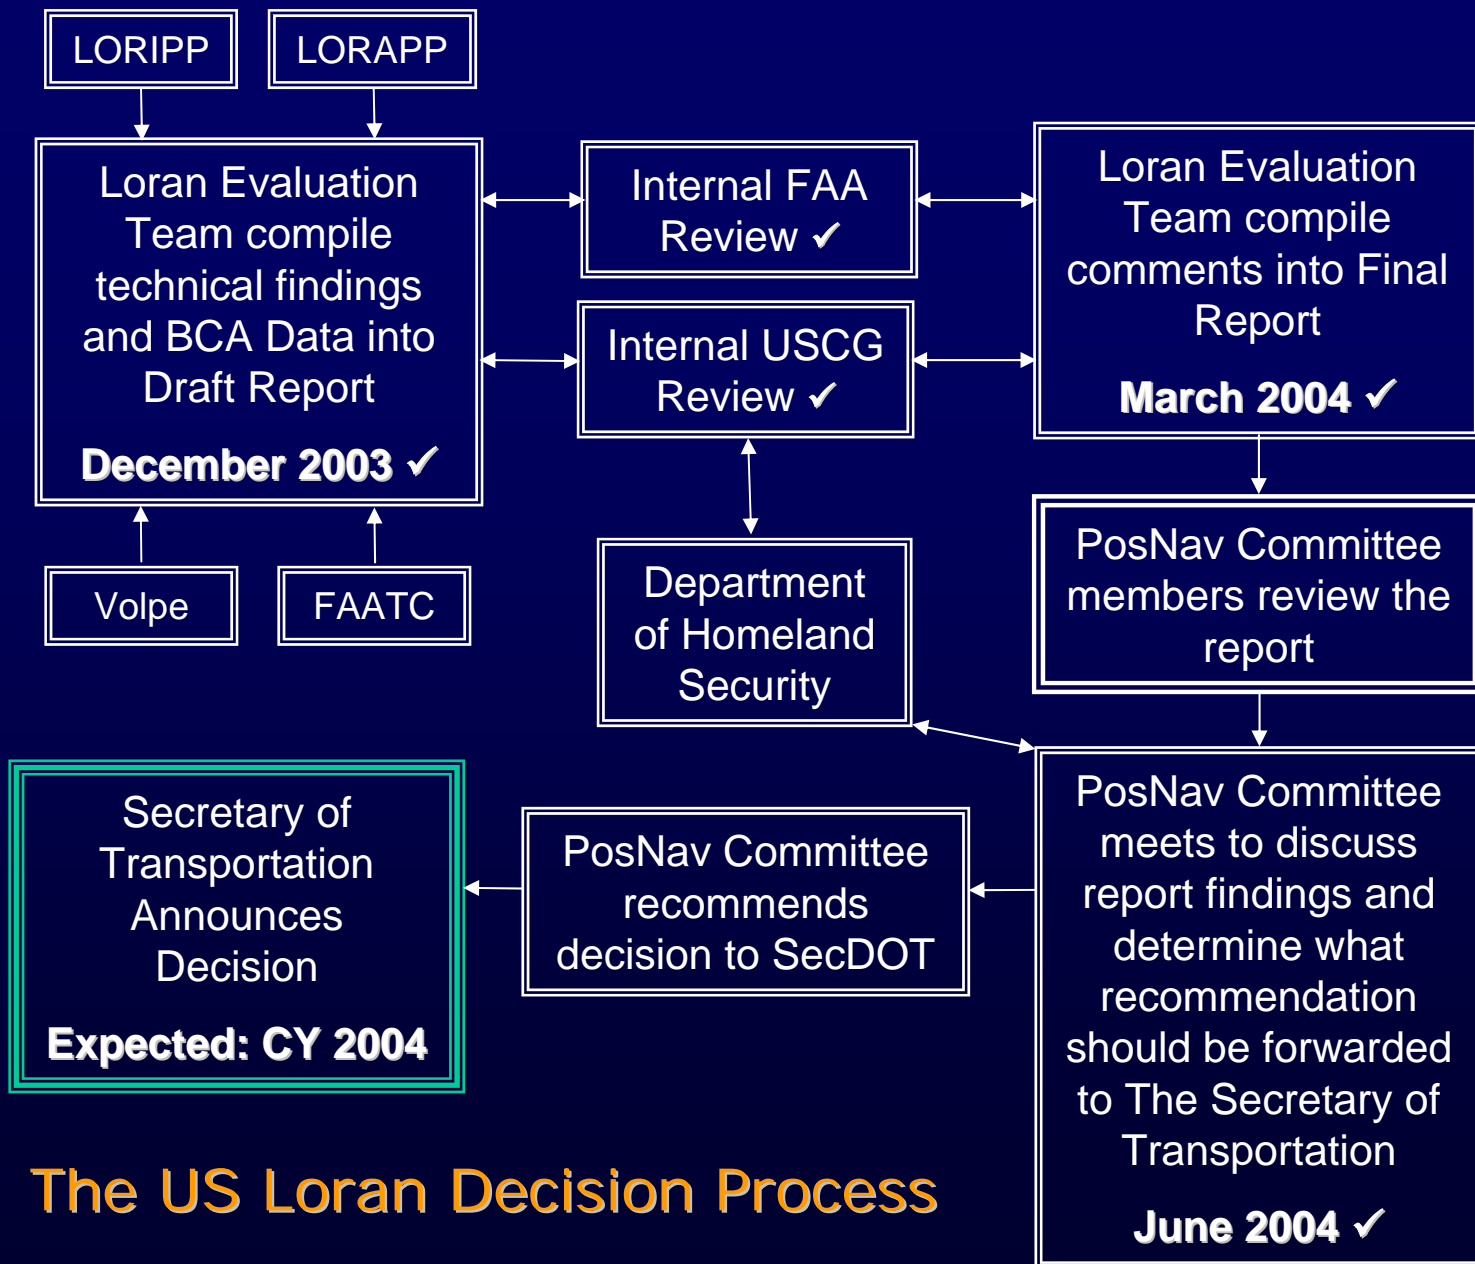 LORIPP
LORAPP
Loran Evaluation
Team compile
technical findings
and BCA Data into
Draft Report
December 2003 ✓
Volpe
FAATC
Internal FAA
Review ✓
Internal USCG
Review ✓
Department
of Homeland
Security
Loran Evaluation
Team compile
comments into Final
Report
March 2004 ✓
PosNav Committee
members review the
report
PosNav Committee
meets to discuss
report findings and
determine what
recommendation
should be forwarded
to The Secretary of
Transportation
June 2004 ✓
PosNav Committee
recommends
decision to SecDOT
Secretary of
Transportation
Announces
Decision
Expected: CY 2004
The US Loran Decision Process